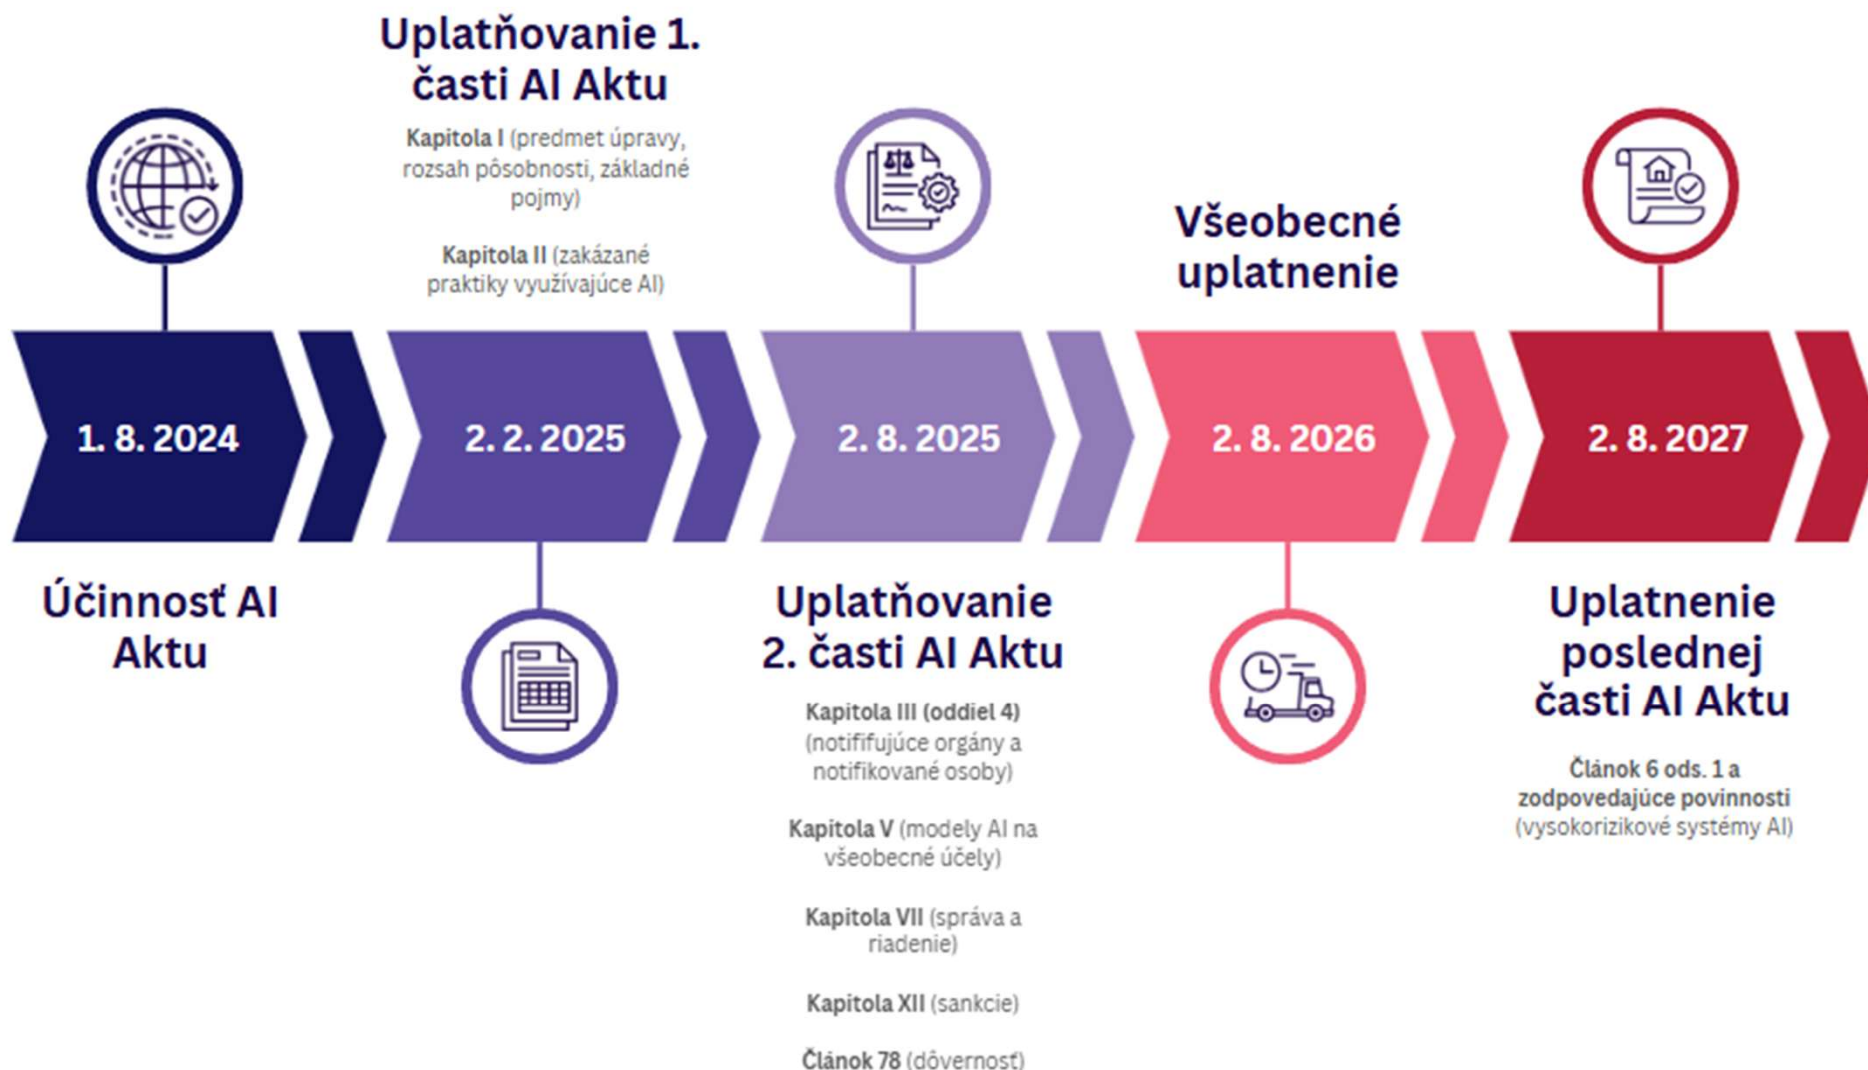 1. 8. 2024
Účinnosť AI
Aktu
Uplatňovanie 1.
časti AI Aktu
Kapitola I (predmet úpravy,
rozsah pôsobnosti, základné
pojmy)
Kapitola II (zakázané
praktiky využívajúce AI)
2. 2. 2025
2. 8. 2025
Uplatňovanie
2. časti AI Aktu
Kapitola III (oddiel 4)
(notififujúce orgány a
notifikované osoby)
Kapitola V (modely AI na
všeobecné účely)
Kapitola VII (správa a
riadenie)
Kapitola XII (sankcie)
Článok 78 (dôvernosť)
Všeobecné
uplatnenie
2. 8. 2026
2. 8. 2027
Uplatnenie
poslednej
časti AI Aktu
Článok 6 ods. 1 a
zodpovedajúce povinnosti
(vysokorizikové systémy AI)